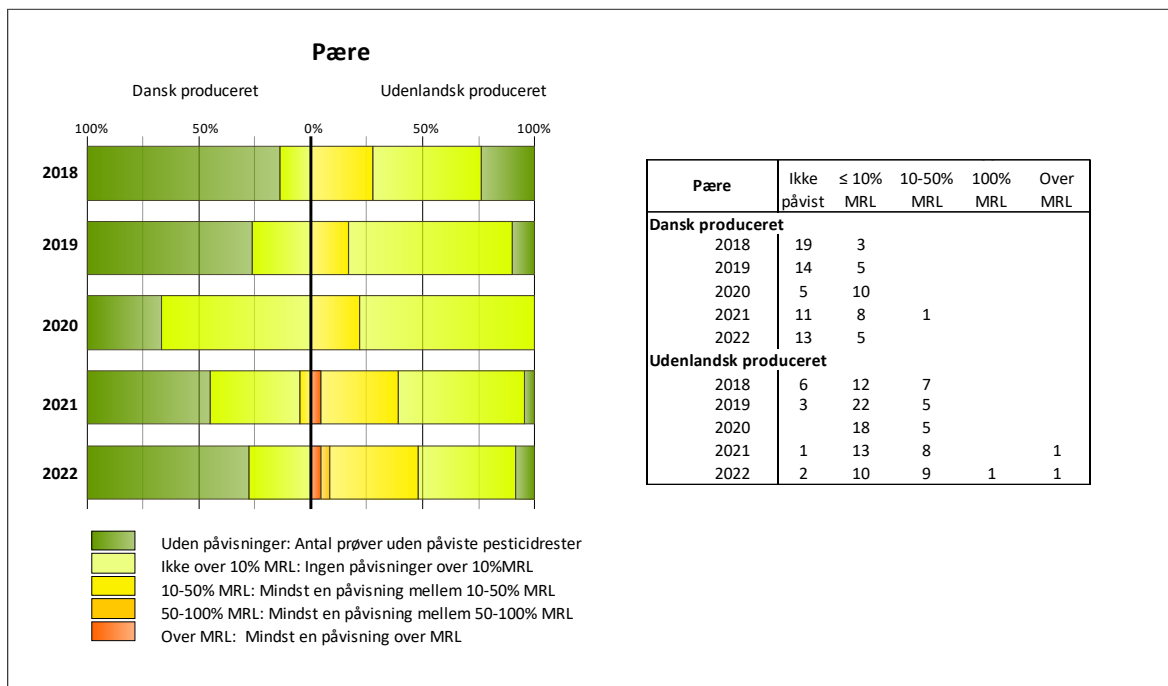 Pære
Dansk produceret Udenlandsk produceret
100% 50% 0% 50% 100%
2018
2019
2020
2021
2022
Uden påvisninger: Antal prøver uden påviste pesticidrester
Ikke over 10% MRL: Ingen påvisninger over 10%MRL
10-50% MRL: Mindst en påvisning mellem 10-50% MRL
50-100% MRL: Mindst en påvisning mellem 50-100% MRL
Over MRL: Mindst en påvisning over MRL
Pære Ikke påvist ≤ 10% MRL 10-50% MRL 100% MRL Over MRL
Dansk produceret
2018 19 3
2019 14 5
2020 5 10
2021 11 8 1
2022 13 5
Udenlandsk produceret
2018 6 12 7
2019 3 22 5
2020 18 5
2021 1 13 8 1
2022 2 10 9 1 1